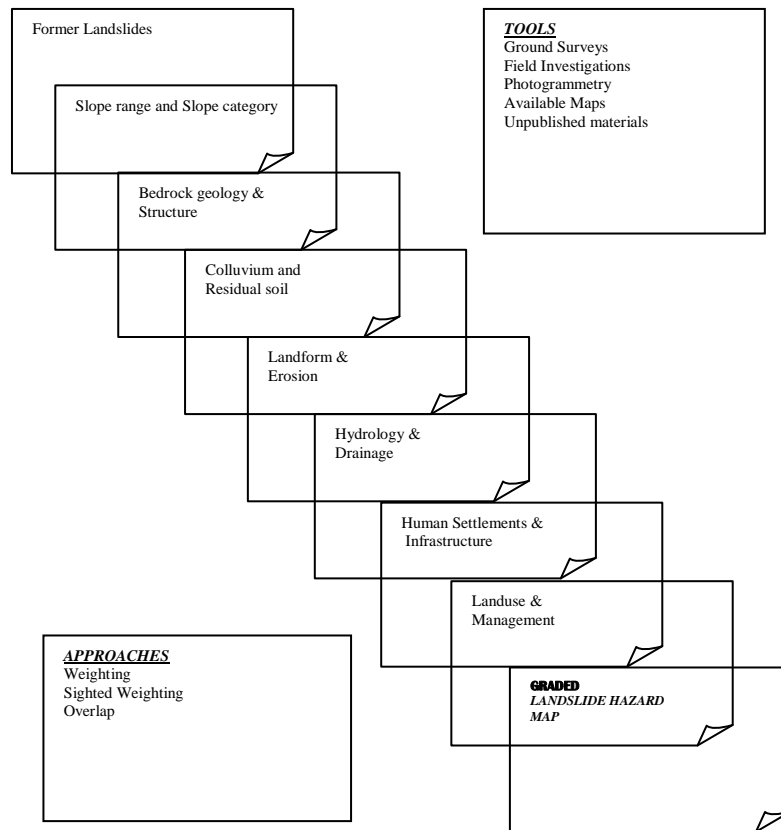 Former Landslides
TOOLS
Ground Surveys
Field Investigations
Photogrammetry
Available Maps
Unpublished materials
Slope range and Slope category
Bedrock geology &
Structure
Colluvium and
Residual soil
Landform &
Erosion
Hydrology &
Drainage
Human Settlements &
Infrastructure
Landuse &
Management
APPROACHES
Weighting
Sighted Weighting
Overlap
GRADED
LANDSLIDE HAZARD
MAP